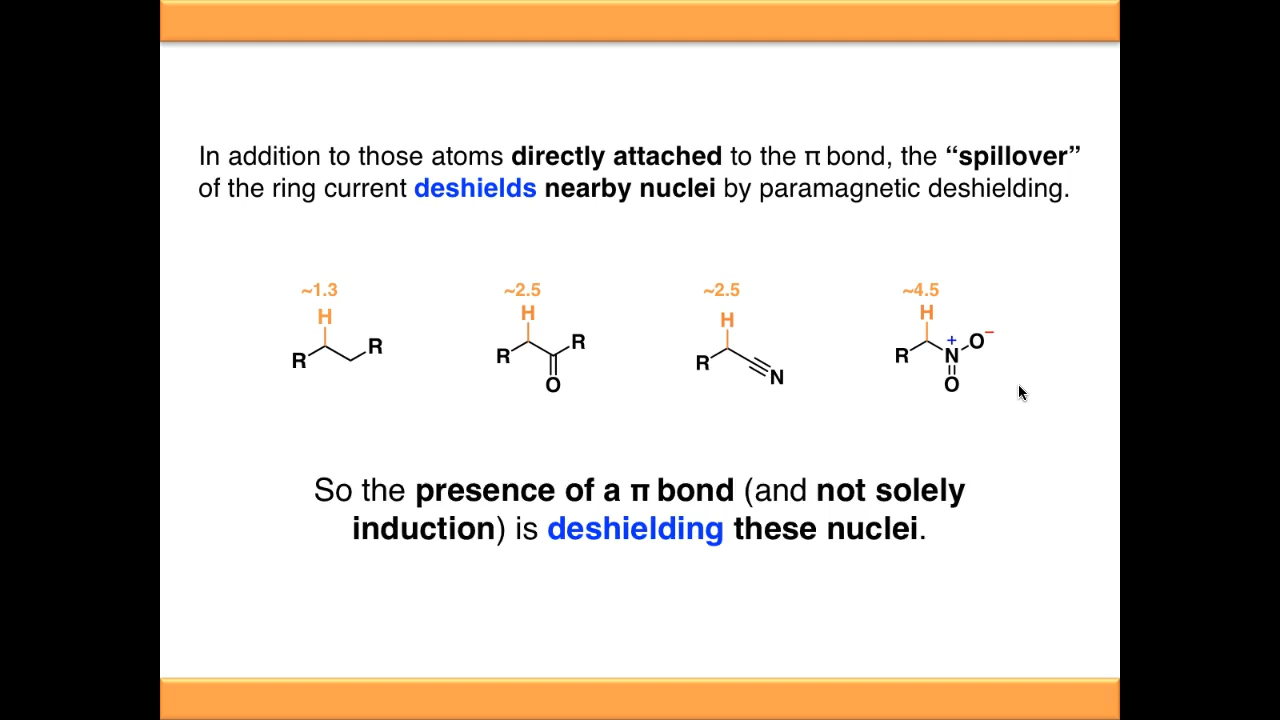 In addition to those atoms directly attached to the π bond, the “spillover”
of the ring current deshields nearby nuclei by paramagnetic deshielding.
~1.3 ~2.5 ~2.5 ~4.5
H H H H
R R R R O R N R N + O −
O O
So the presence of a π bond (and not solely
induction) is deshielding these nuclei.